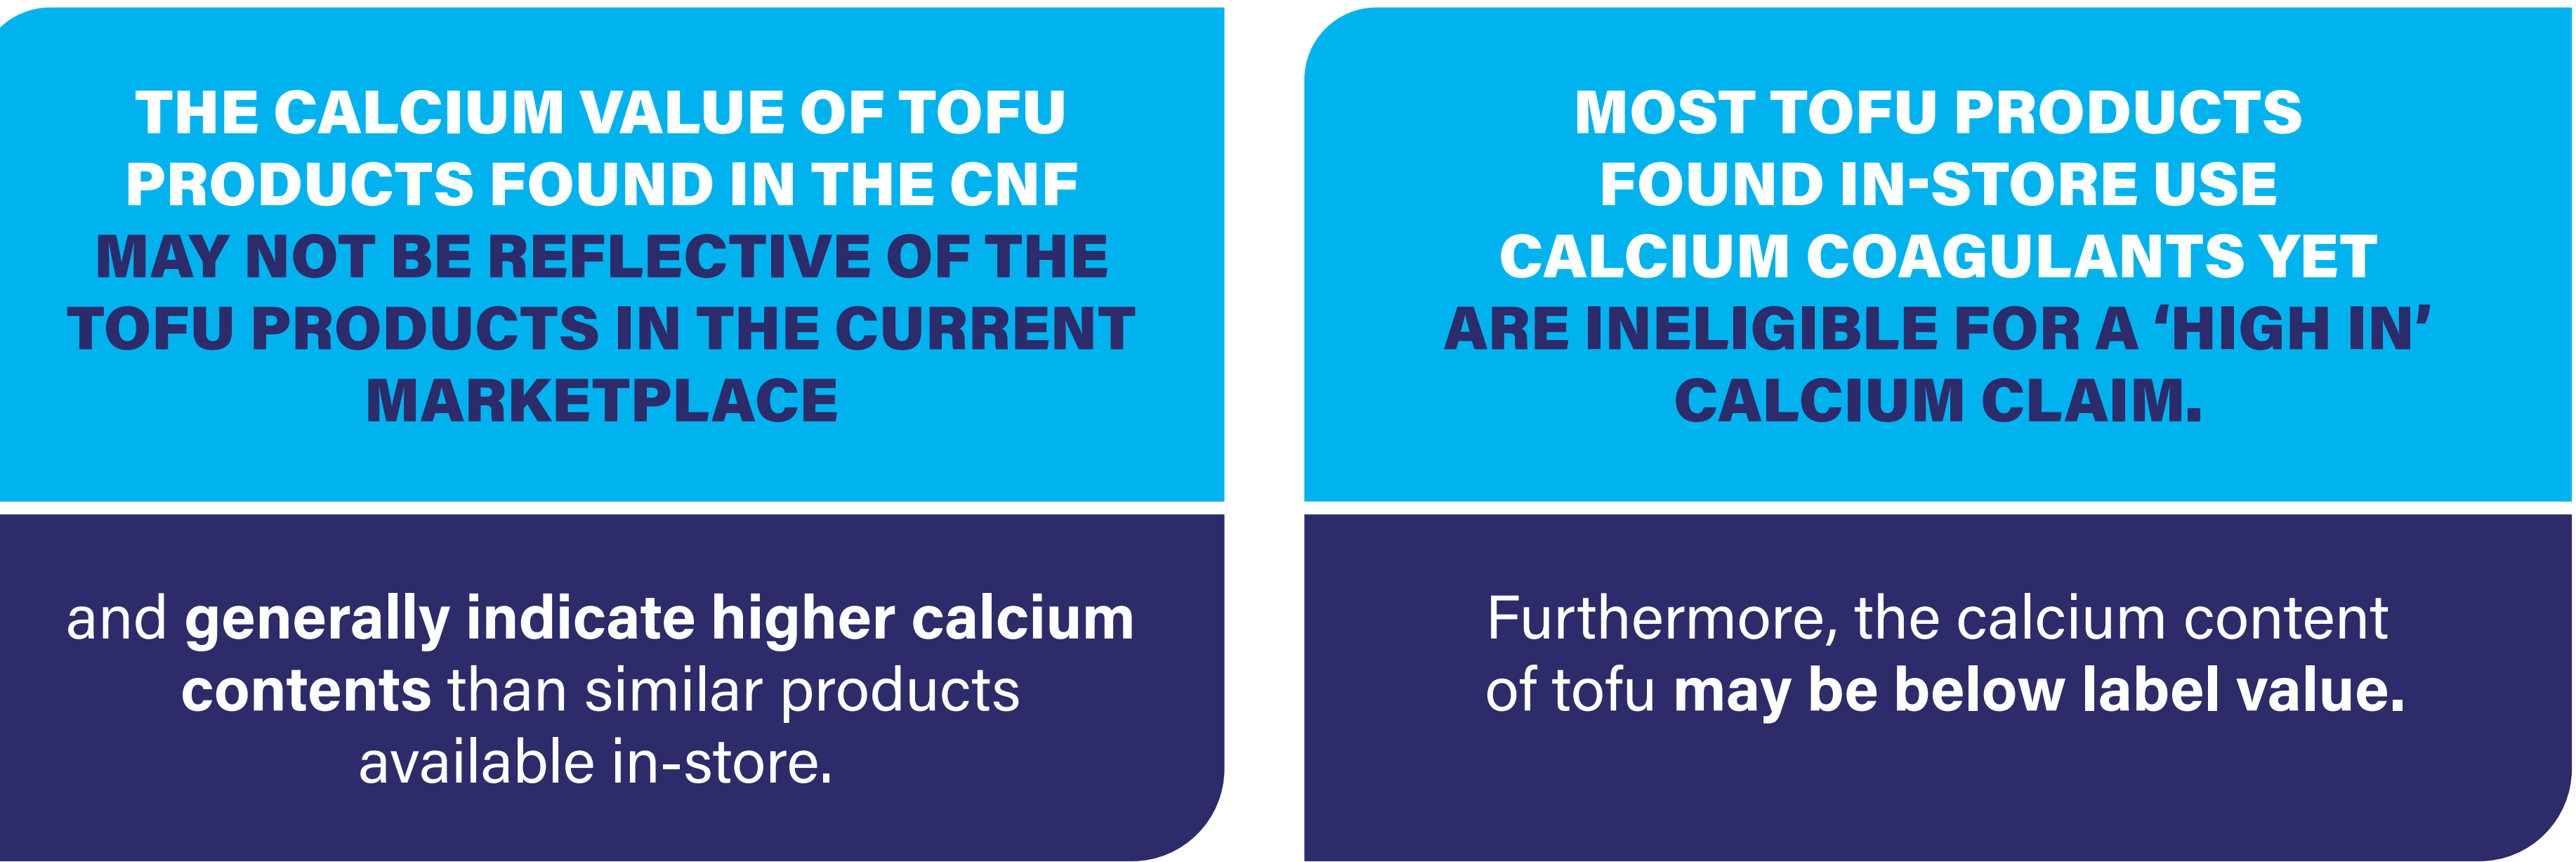 THE CALCIUM VALUE OF TOFU
PRODUCTS FOUND IN THE CNF
MAY NOT BE REFLECTIVE OF THE
TOFU PRODUCTS IN THE CURRENT
MARKETPLACE
and generally indicate higher calcium
contents than similar products
available in-store.
MOST TOFU PRODUCTS
FOUND IN-STORE USE
CALCIUM COAGULANTS YET
ARE INELIGIBLE FOR A ‘HIGH IN’
CALCIUM CLAIM.
Furthermore, the calcium content
of tofu may be below label value.